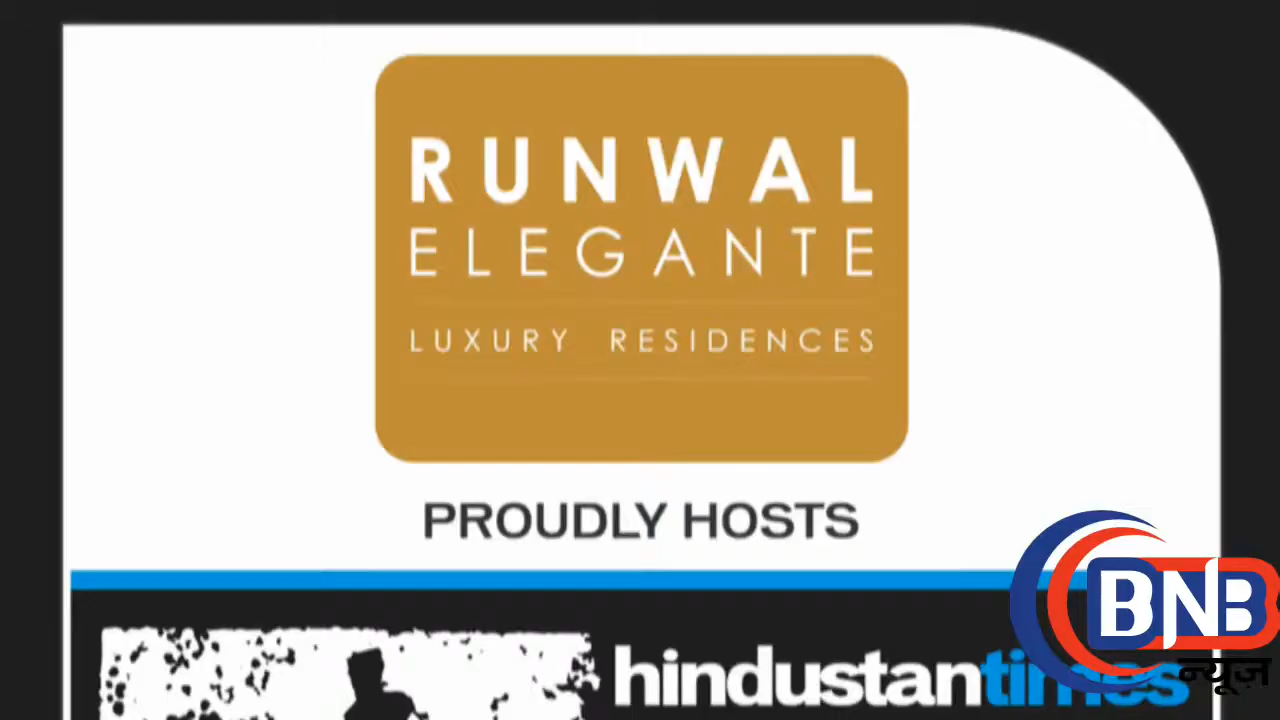 RUNWAL
ELEGANTE
LUXURY RESIDENCES
PROUDLY HOSTS
hindustantimes
BNB
न्यूज़